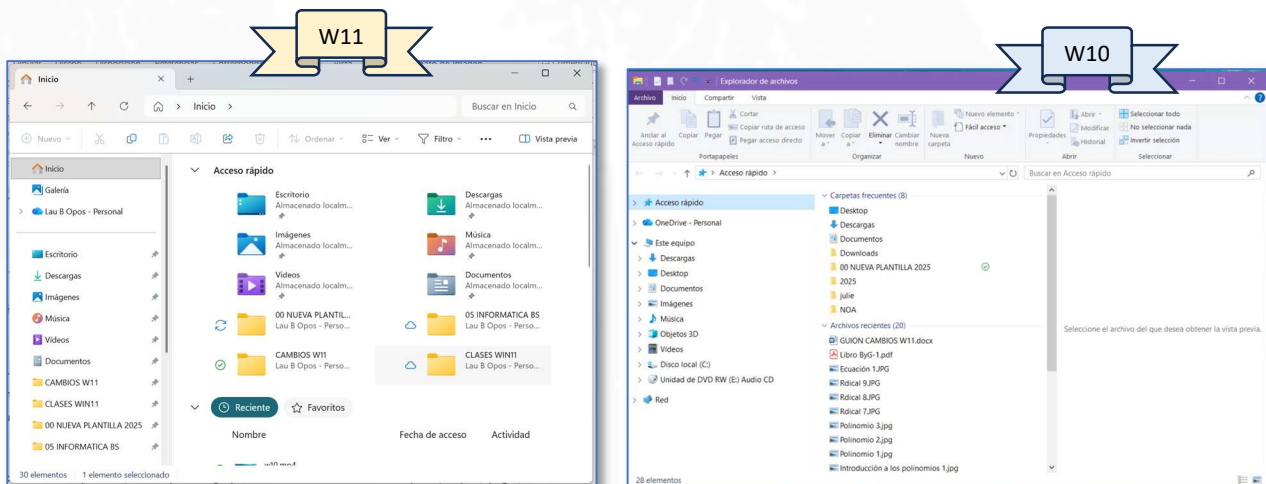 W11
W10
Inicio
Inicio
Buscar en Inicio
Nuevo
Ordenar
Ver
Filtro
Vista previa
Inicio
Galería
Lau B Opos - Personal
Escritorio
Descargas
Imágenes
Música
Vídeos
Documentos
CAMBIOS W11
CLASES WIN11
00 NUEVA PLANTILLA 2025
05 INFORMATICA BS
Acceso rápido
Escritorio
Almacenado localm...
Descargas
Almacenado localm...
Imágenes
Almacenado localm...
Música
Almacenado localm...
Videos
Almacenado localm...
Documentos
Almacenado localm...
00 NUEVA PLANTIL...
Lau B Opos - Perso...
05 INFORMATICA BS
Lau B Opos - Perso...
CAMBIOS W11
Lau B Opos - Perso...
CLASES WIN11
Lau B Opos - Perso...
Reciente
Favoritos
Nombre
Fecha de acceso
Actividad
w10.mp4
30 elementos
1 elemento seleccionado
Explorador de archivos
Archivo
Inicio
Compartir
Vista
Anclar al
Acceso rápido
Copiar
Pegar
Cortar
Copiar ruta de acceso
Pegar acceso directo
Portapapeles
Mover
a
Copiar
a
Eliminar
Cambiar
nombre
Organizar
Nueva
carpeta
Nuevo elemento
Fácil acceso
Nuevo
Propiedades
Abrir
Modificar
Historial
Abrir
Seleccionar todo
No seleccionar nada
Invertir selección
Seleccionar
Acceso rápido
Buscar en Acceso rápido
Acceso rápido
OneDrive - Personal
Este equipo
Descargas
Desktop
Documentos
Imágenes
Música
Objetos 3D
Vídeos
Disco local (C:)
Unidad de DVD RW (E:) Audio CD
Red
Carpetas frecuentes (8)
Desktop
Descargas
Documentos
Downloads
00 NUEVA PLANTILLA 2025
2025
julie
NOA
Archivos recientes (20)
GUION CAMBIOS W11.docx
Libro ByG-1.pdf
Ecuación 1.JPG
Rdical 9.JPG
Rdical 8.JPG
Rdical 7.JPG
Polinomio 3.jpg
Polinomio 2.jpg
Polinomio 1.jpg
Introducción a los polinomios 1.jpg
Seleccione el archivo del que desea obtener la vista previa.
28 elementos